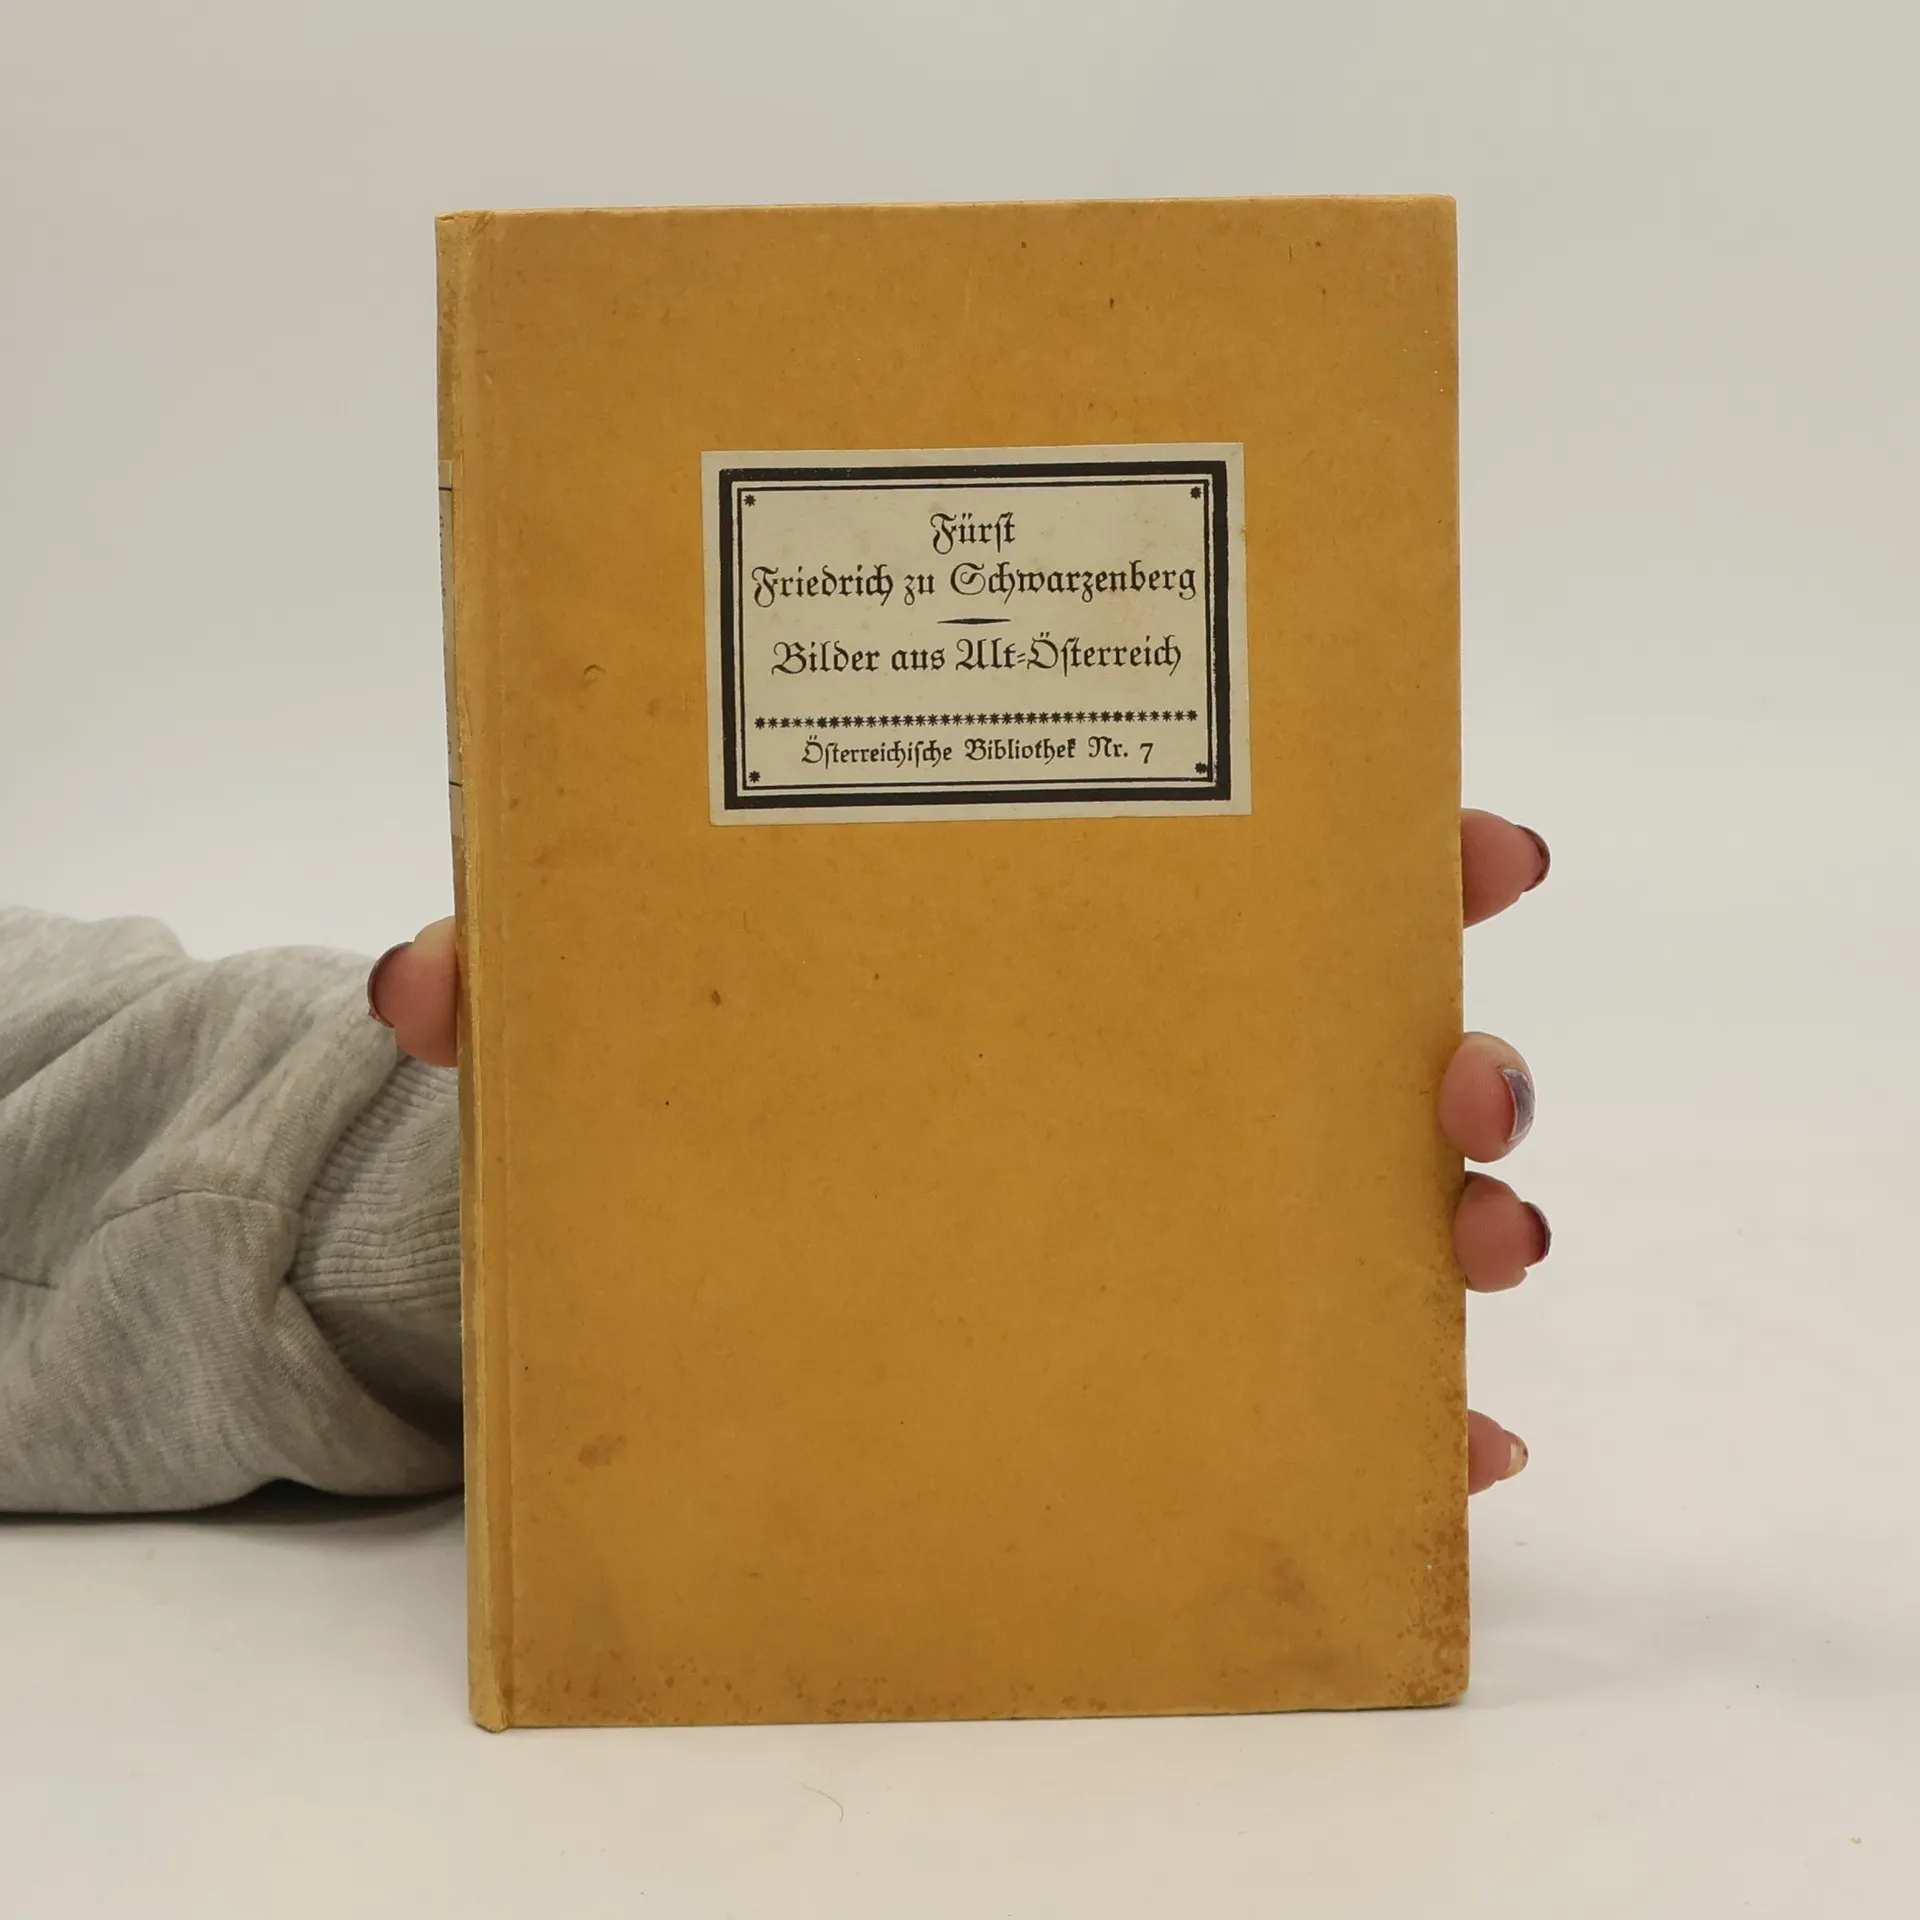 Fürſt
Friedrich zu Schwarzenberg
Bilder aus Alt=Öſterreich
Öſterreichiſche Bibliothek Nr. 7